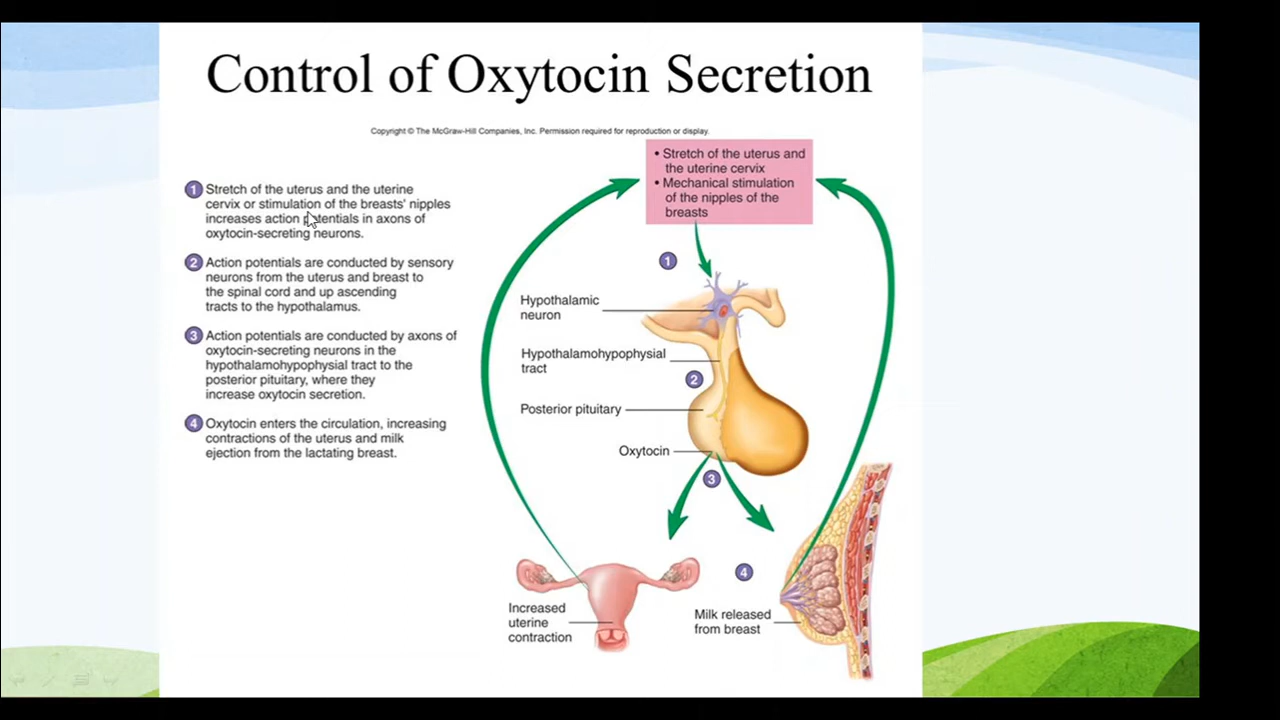 Control of Oxytocin Secretion
Copyright © The McGraw-Hill Companies, Inc. Permission required for reproduction or display.
1 Stretch of the uterus and the uterine
cervix or stimulation of the breasts' nipples
increases action potentials in axons of
oxytocin-secreting neurons.
2 Action potentials are conducted by sensory
neurons from the uterus and breast to
the spinal cord and up ascending
tracts to the hypothalamus.
3 Action potentials are conducted by axons of
oxytocin-secreting neurons in the
hypothalamohypophysial tract to the
posterior pituitary, where they
increase oxytocin secretion.
4 Oxytocin enters the circulation, increasing
contractions of the uterus and milk
ejection from the lactating breast.
• Stretch of the uterus and
the uterine cervix
• Mechanical stimulation
of the nipples of the
breasts
1
Hypothalamic
neuron
Hypothalamohypophysial
tract
2
Posterior pituitary
Oxytocin
3
4
Increased
uterine
contraction
Milk released
from breast